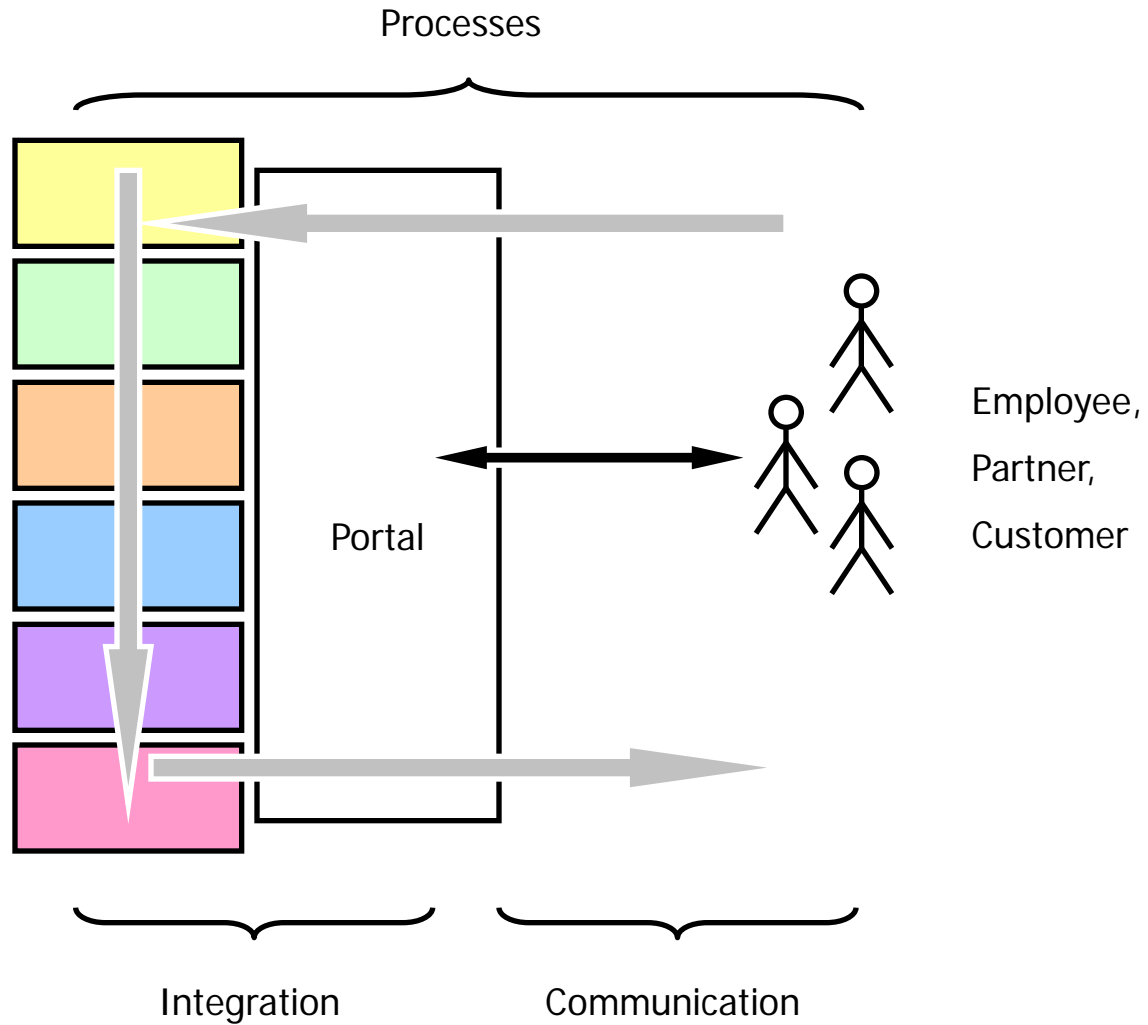 Processes
Employee,
Partner,
Portal
Customer
Integration
Communication